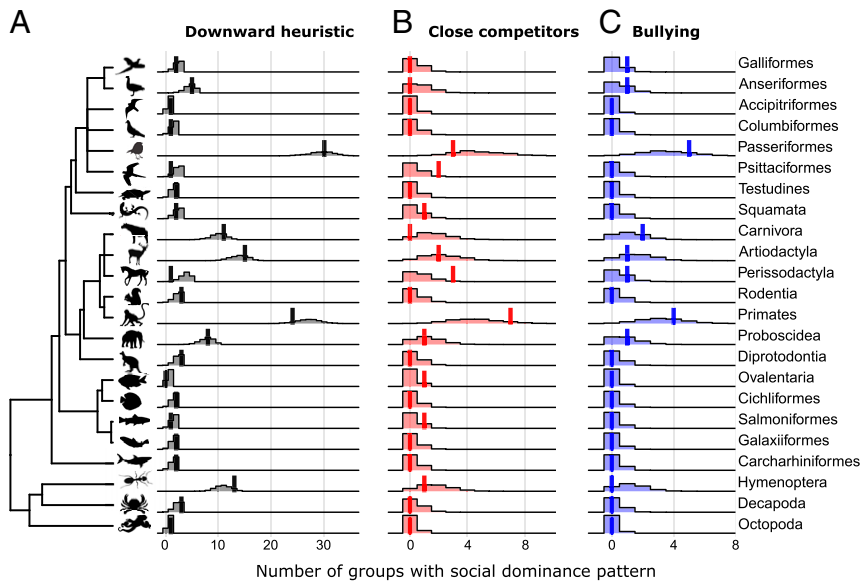 A B C
Downward heuristic Close competitors Bullying
Galliformes
Anseriformes
Accipitriformes
Columbiformes
Passeriformes
Psittaciformes
Testudines
Squamata
Carnivora
Artiodactyla
Perissodactyla
Rodentia
Primates
Proboscidea
Diprotodontia
Ovalentaria
Cichliformes
Salmoniformes
Galaxiiformes
Carcharhiniformes
Hymenoptera
Decapoda
Octopoda
0 10 20 30 0 4 8 0 4 8
Number of groups with social dominance pattern